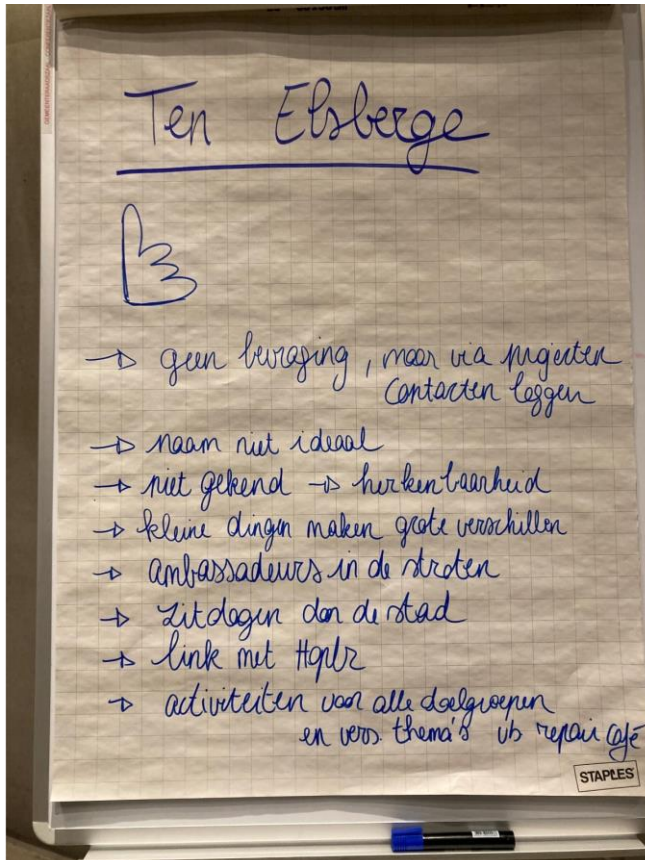 Ten Elsberge
→ geen bevraging, maar via projecten
contacten leggen
→ naam niet ideaal
→ niet gekend → herkenbaarheid
→ kleine dingen maken grote verschillen
→ ambassadeurs in de straten
→ Zitdagen door de stad
→ link met Hgplz
→ activiteiten voor alle doelgroepen
en vers thema's vb repair café
STAPLES